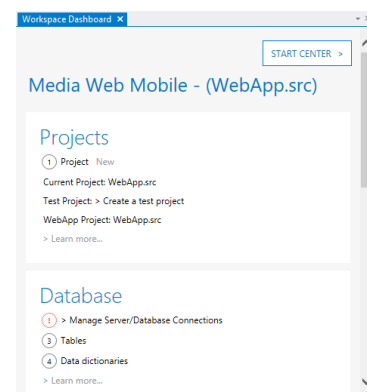 Workspace Dashboard
START CENTER >
Media Web Mobile - (WebApp.src)
Projects
1 Project New
Current Project: WebApp.src
Test Project: > Create a test project
WebApp Project: WebApp.src
> Learn more...
Database
! > Manage Server/Database Connections
3 Tables
4 Data dictionaries
> Learn more...